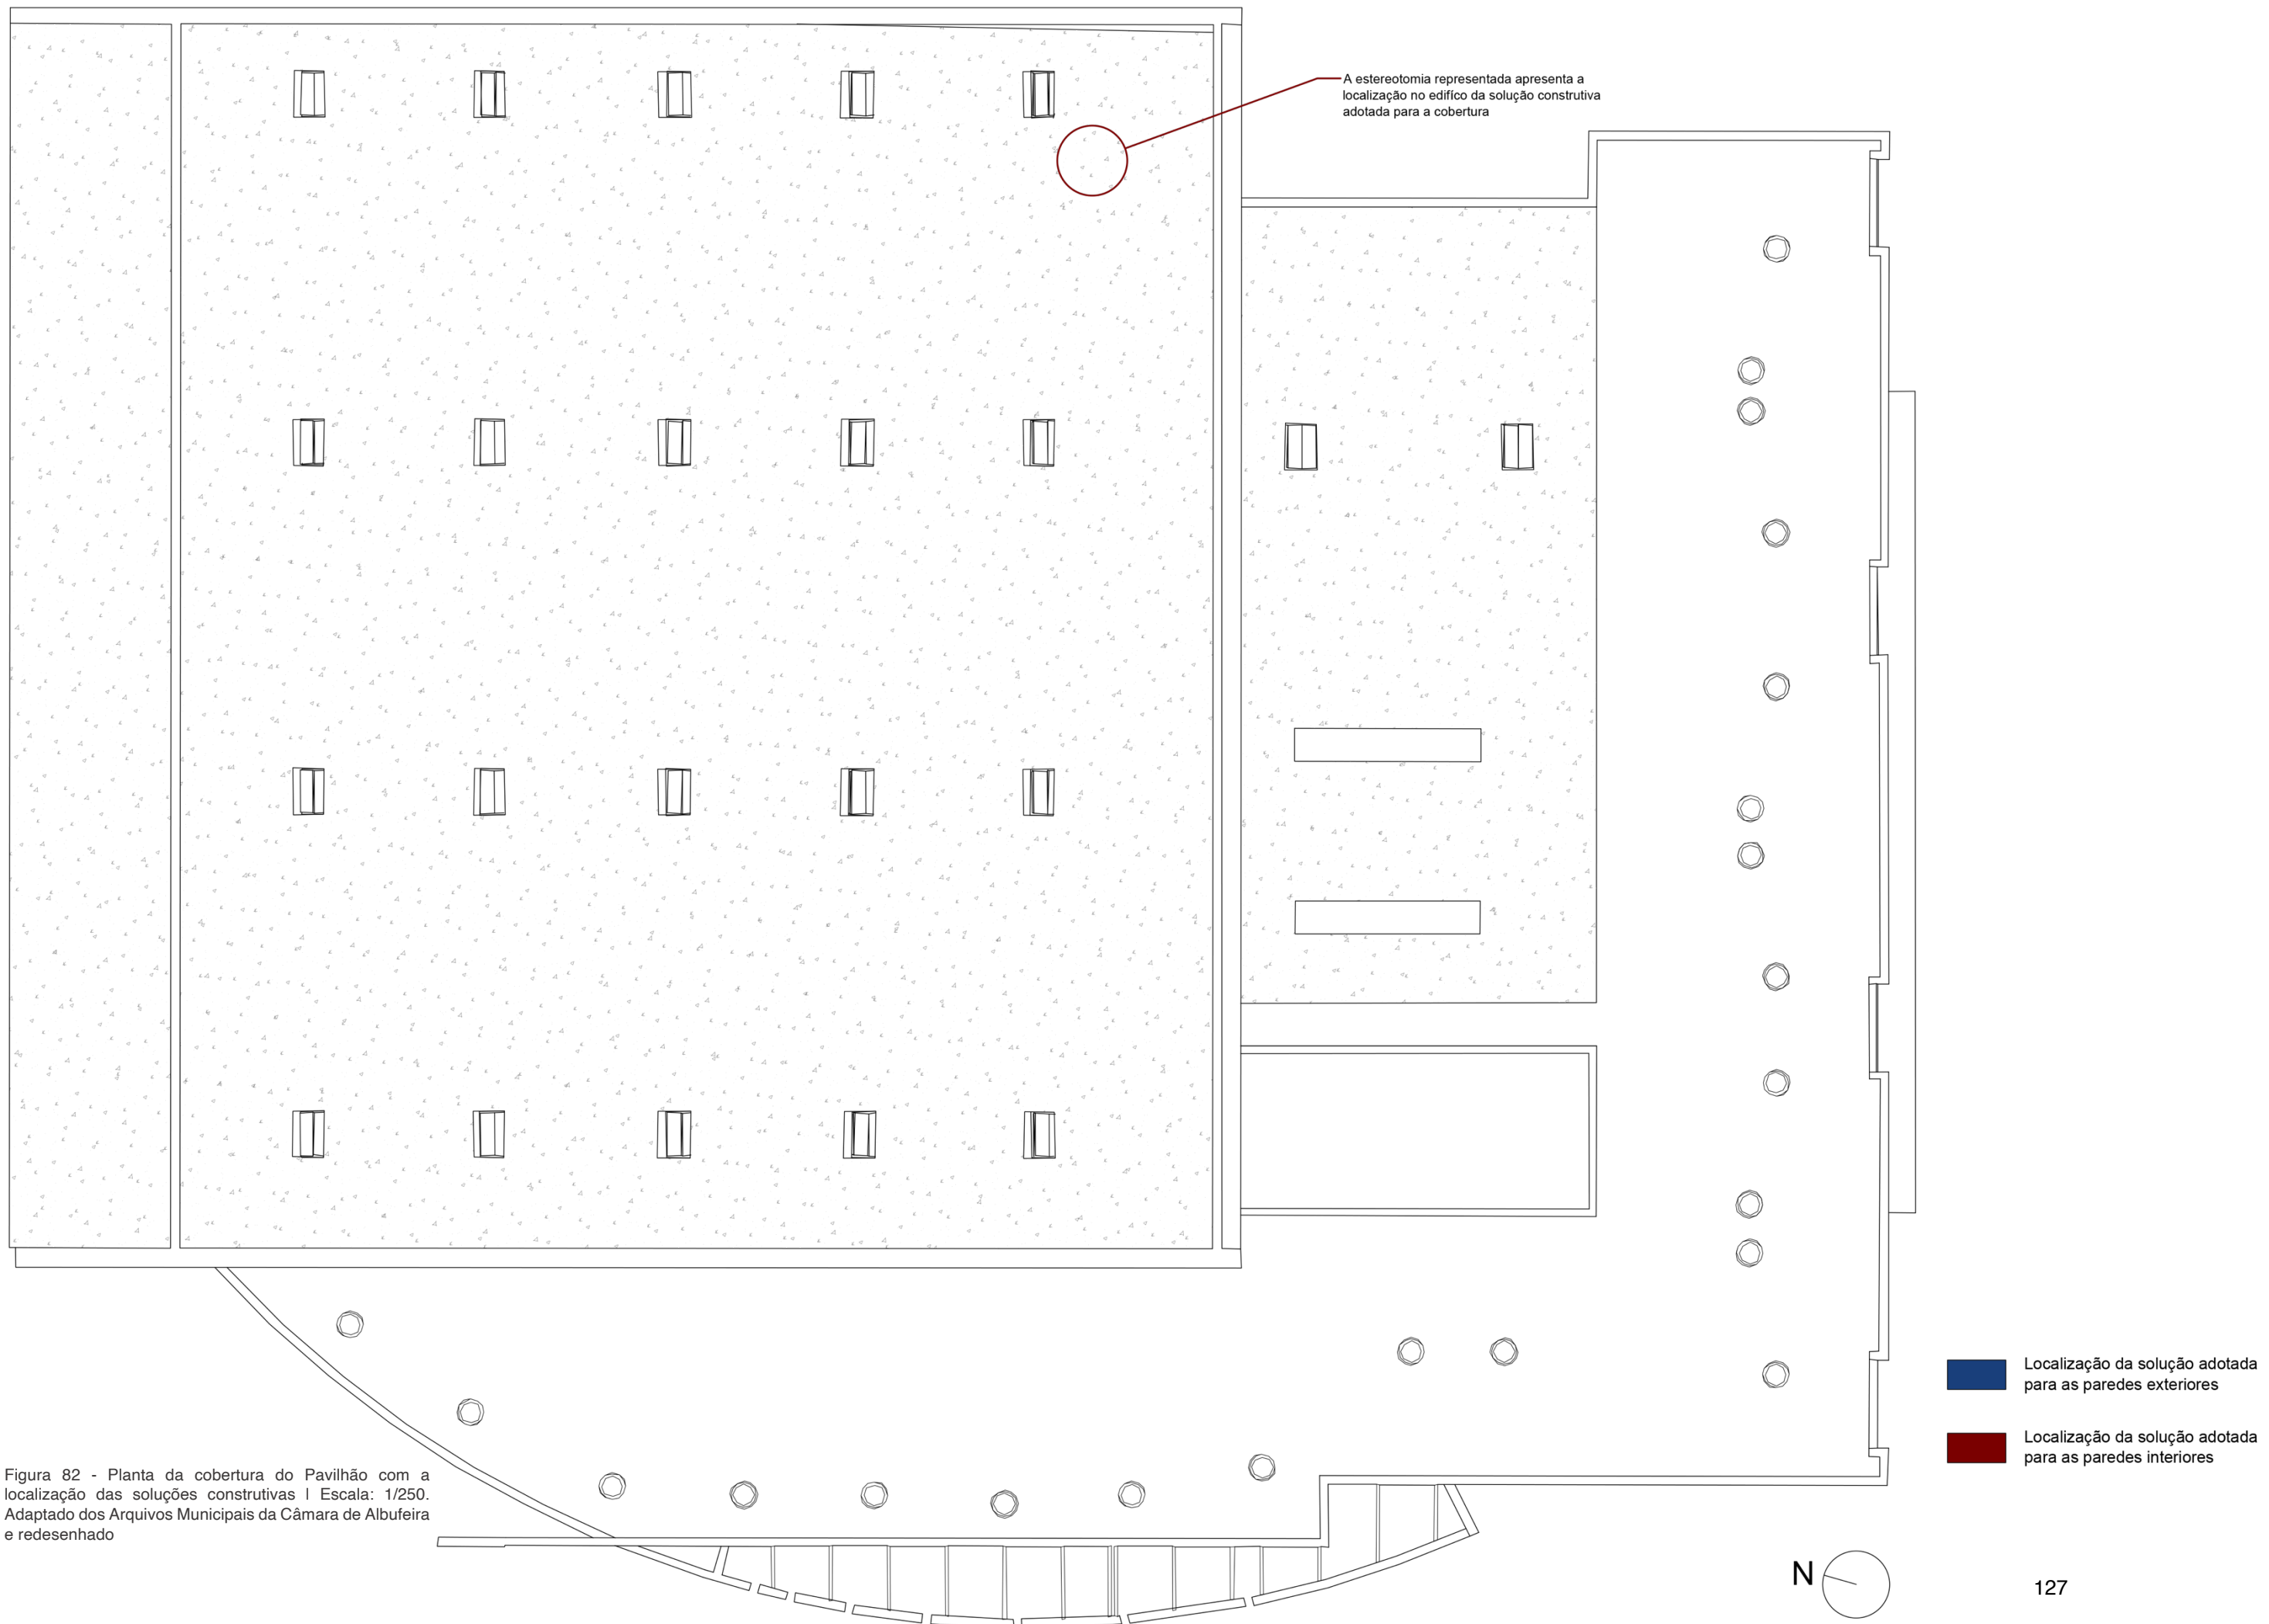 A estereotomia representada apresenta a
localização no edifíco da solução construtiva
adotada para a cobertura
Localização da solução adotada
para as paredes exteriores
Localização da solução adotada
para as paredes interiores
Figura 82 - Planta da cobertura do Pavilhão com a
localização das soluções construtivas | Escala: 1/250.
Adaptado dos Arquivos Municipais da Câmara de Albufeira
e redesenhado
N
127